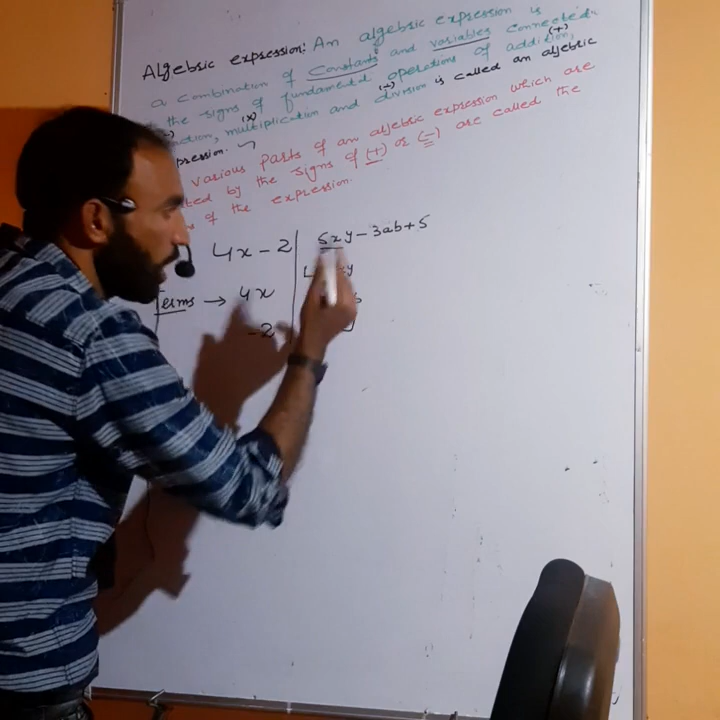 Algebric expression: An algebric expression is
a combination of Constants and variables connected
the signs of fundamental operations of addition, (+)
(x) multiplication and (÷) division is called an algebric
pression.
various parts of an algebric expression which are
ted by the signs of (+) or (-) are called the
of the expression.
4x-2 | 5xy-3ab+5
Terms → 4x
-2